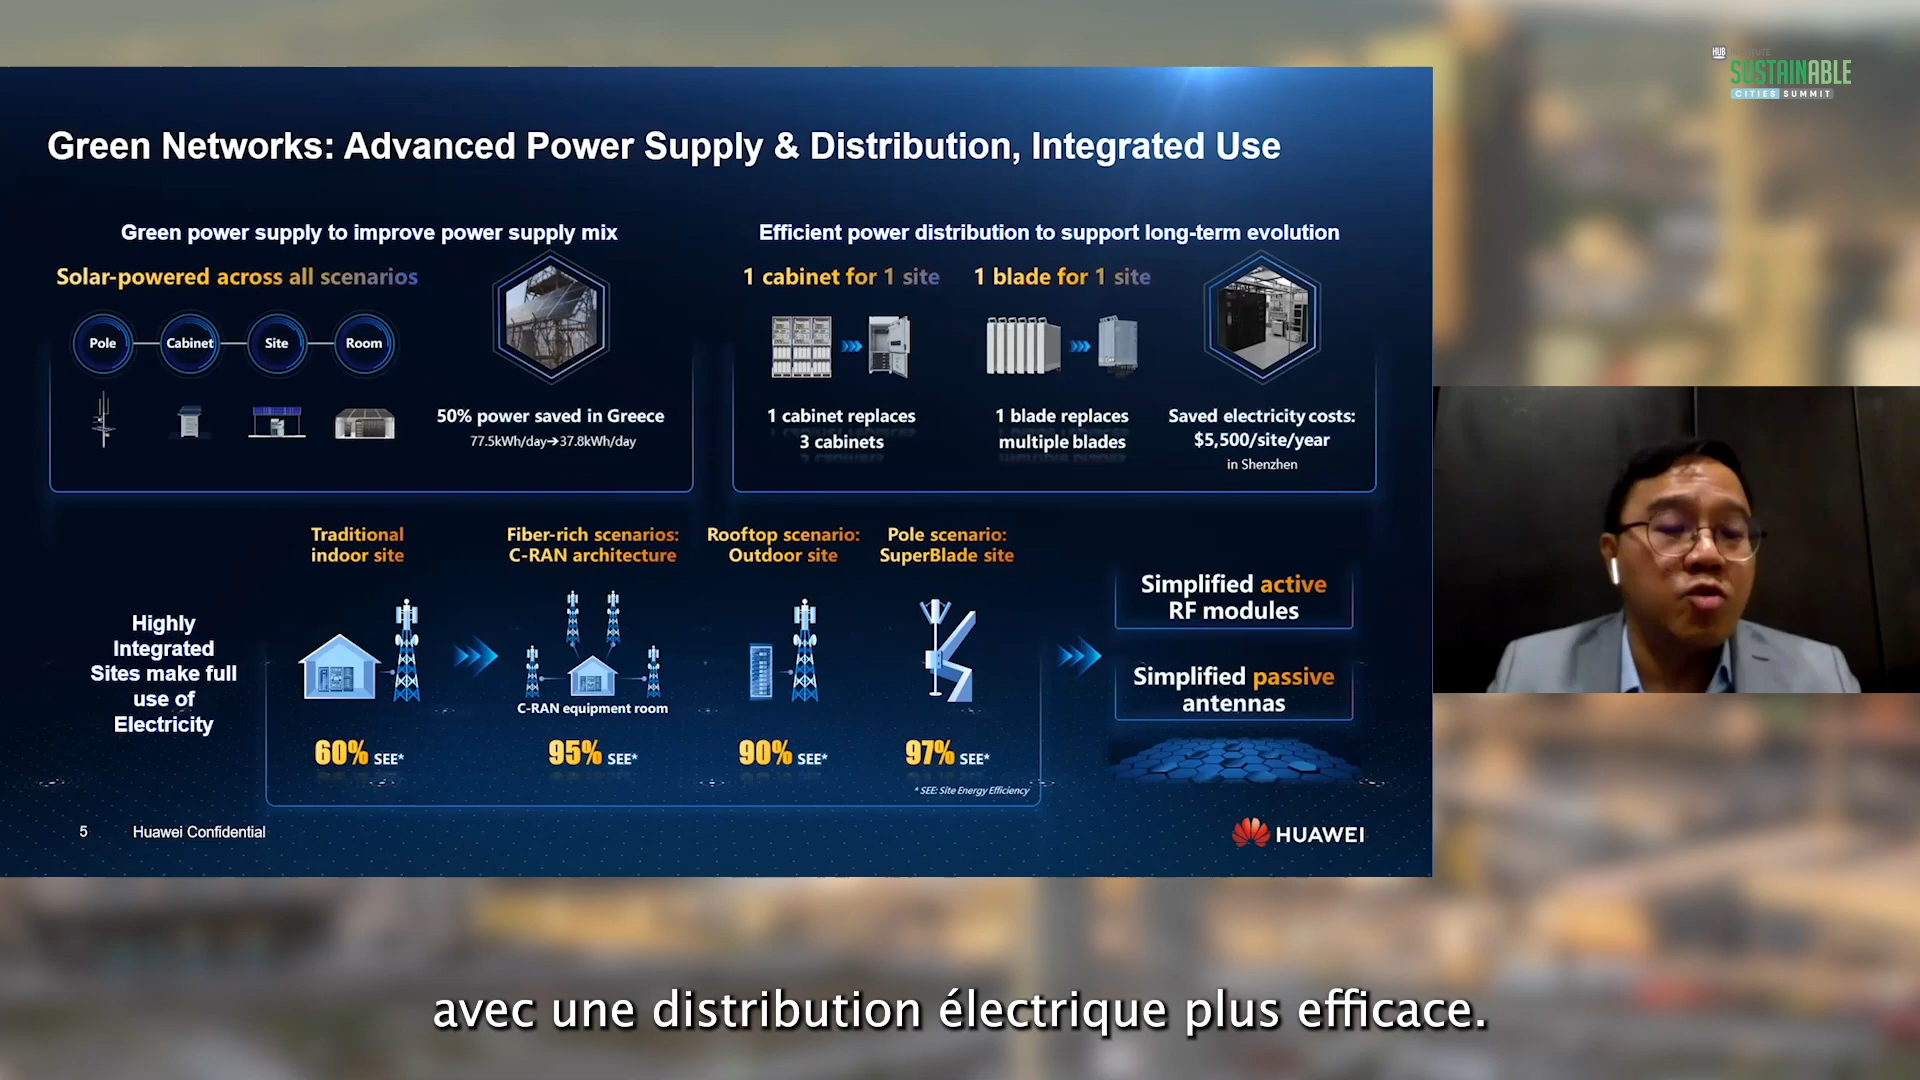 HUB INSTITUTE
SUSTAINABLE
CITIES SUMMIT
Green Networks: Advanced Power Supply & Distribution, Integrated Use
Green power supply to improve power supply mix
Solar-powered across all scenarios
Pole
Cabinet
Site
Room
50% power saved in Greece
77.5kWh/day➔37.8kWh/day
Efficient power distribution to support long-term evolution
1 cabinet for 1 site
1 blade for 1 site
1 cabinet replaces
3 cabinets
1 blade replaces
multiple blades
Saved electricity costs:
$5,500/site/year
in Shenzhen
Highly
Integrated
Sites make full
use of
Electricity
Traditional
indoor site
60% SEE*
Fiber-rich scenarios:
C-RAN architecture
C-RAN equipment room
95% SEE*
Rooftop scenario:
Outdoor site
90% SEE*
Pole scenario:
SuperBlade site
97% SEE*
* SEE: Site Energy Efficiency
Simplified active
RF modules
Simplified passive
antennas
5
Huawei Confidential
HUAWEI
avec une distribution électrique plus efficace.